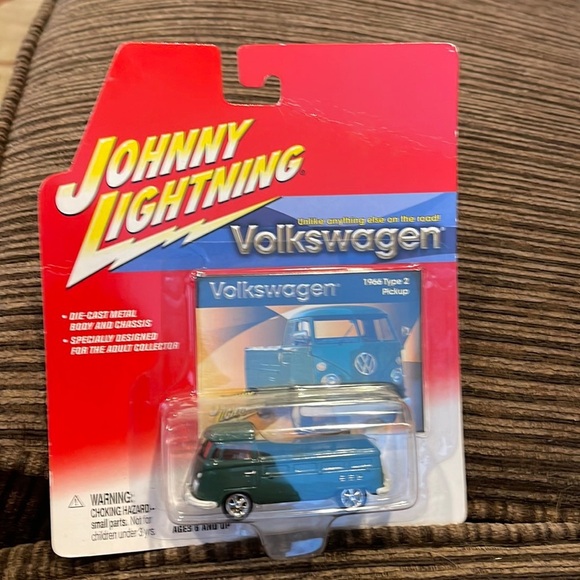 JOHNNY
LIGHTNING
Unlike anything else on the road!
Volkswagen
Volkswagen
1966 Type 2
Pickup
- DIE-CAST METAL
BODY AND CHASSIS
- SPECIALLY DESIGNED
FOR THE ADULT COLLECTOR
WARNING:
CHOKING HAZARD–
small parts. Not for
children under 3 yrs.
AGES 8 AND UP